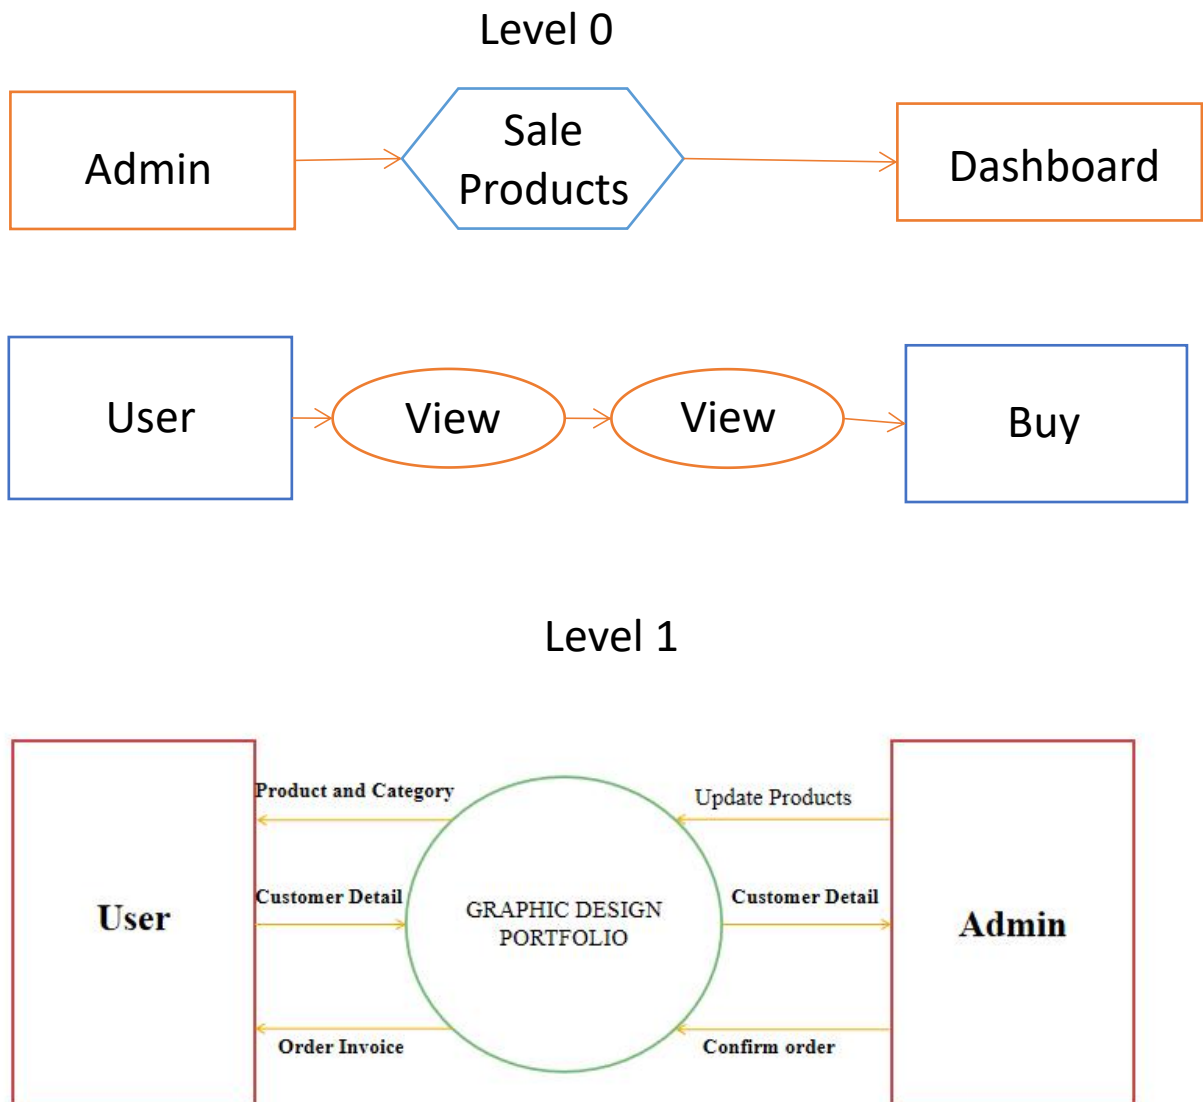 Level 0
Admin
Sale
Products
Dashboard
User
View
View
Buy
Level 1
Product and Category
Update Products
Customer Detail
Customer Detail
User
GRAPHIC DESIGN
PORTFOLIO
Admin
Order Invoice
Confirm order